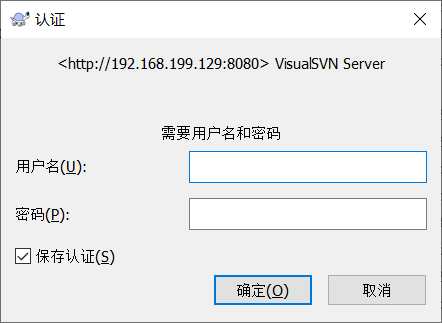 认证
<http://192.168.199.129:8080> VisualSVN Server
需要用户名和密码
用户名(U):
密码(P):
保存认证(S)
确定(O) 取消